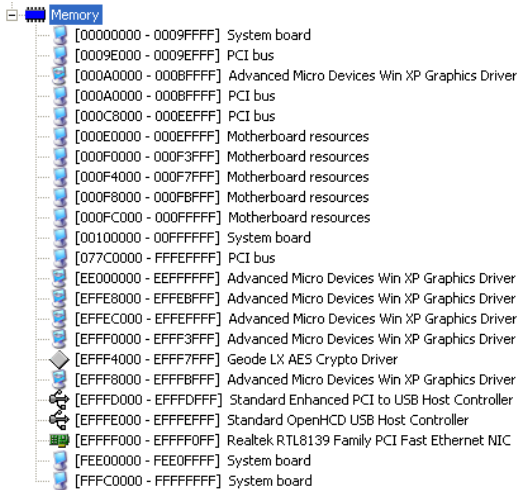 Memory
[00000000 - 0009FFFF] System board
[0009E000 - 0009EFFF] PCI bus
[000A0000 - 000BFFFF] Advanced Micro Devices Win XP Graphics Driver
[000A0000 - 000BFFFF] PCI bus
[000C8000 - 000EEFFF] PCI bus
[000E0000 - 000EFFFF] Motherboard resources
[000F0000 - 000F3FFF] Motherboard resources
[000F4000 - 000F7FFF] Motherboard resources
[000F8000 - 000FBFFF] Motherboard resources
[000FC000 - 000FFFFF] Motherboard resources
[00100000 - 00FFFFFF] System board
[077C0000 - FFFEFFFF] PCI bus
[EE000000 - EEFFFFFF] Advanced Micro Devices Win XP Graphics Driver
[EFFE8000 - EFFEBFFF] Advanced Micro Devices Win XP Graphics Driver
[EFFEC000 - EFFEFFFF] Advanced Micro Devices Win XP Graphics Driver
[EFFF0000 - EFFF3FFF] Advanced Micro Devices Win XP Graphics Driver
[EFFF4000 - EFFF7FFF] Geode LX AES Crypto Driver
[EFFF8000 - EFFFBFFF] Advanced Micro Devices Win XP Graphics Driver
[EFFFD000 - EFFFDFFF] Standard Enhanced PCI to USB Host Controller
[EFFFE000 - EFFFEFFF] Standard OpenHCD USB Host Controller
[EFFFF000 - EFFFF0FF] Realtek RTL8139 Family PCI Fast Ethernet NIC
[FEE00000 - FEE0FFFF] System board
[FFFC0000 - FFFFFFFF] System board